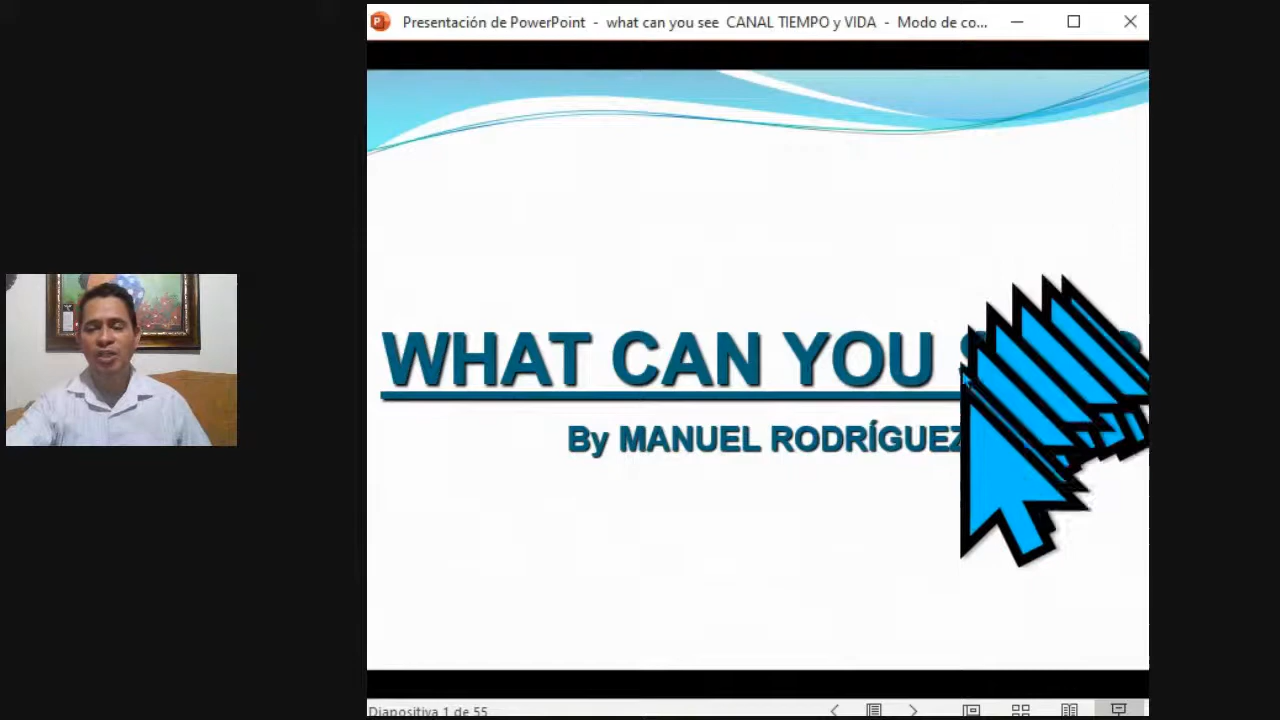 Presentación de PowerPoint - what can you see CANAL TIEMPO y VIDA - Modo de co...
WHAT CAN YOU
By MANUEL RODRÍGUEZ
Diapositiva 1 de 55